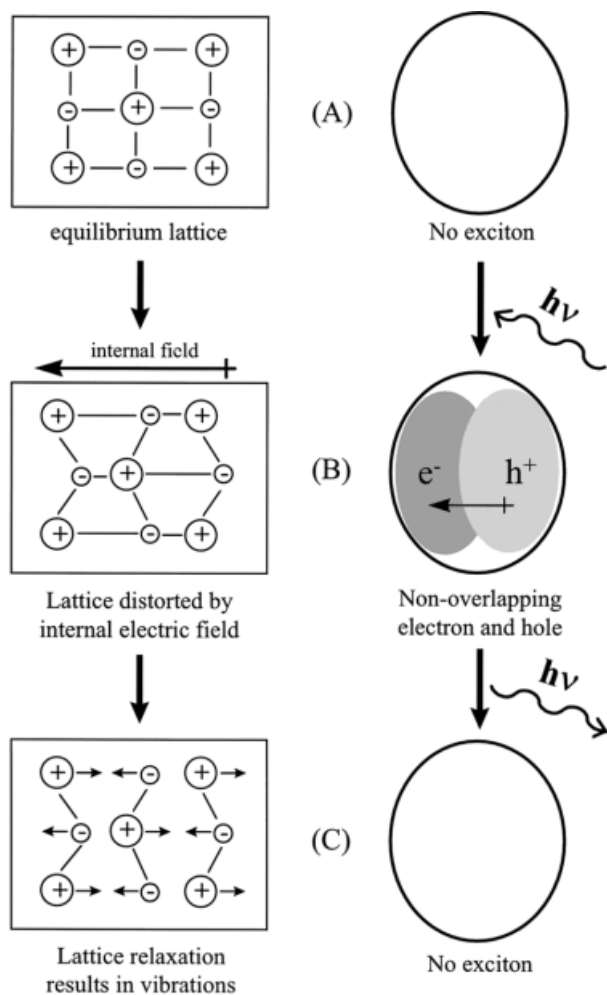 + - +
- + -
+ - +
(A)
equilibrium lattice
No exciton
hν
internal field
+ - +
- + -
+ - +
(B)
e⁻ h⁺
Lattice distorted by
internal electric field
Non-overlapping
electron and hole
hν
+ - +
- + -
+ - +
(C)
Lattice relaxation
results in vibrations
No exciton